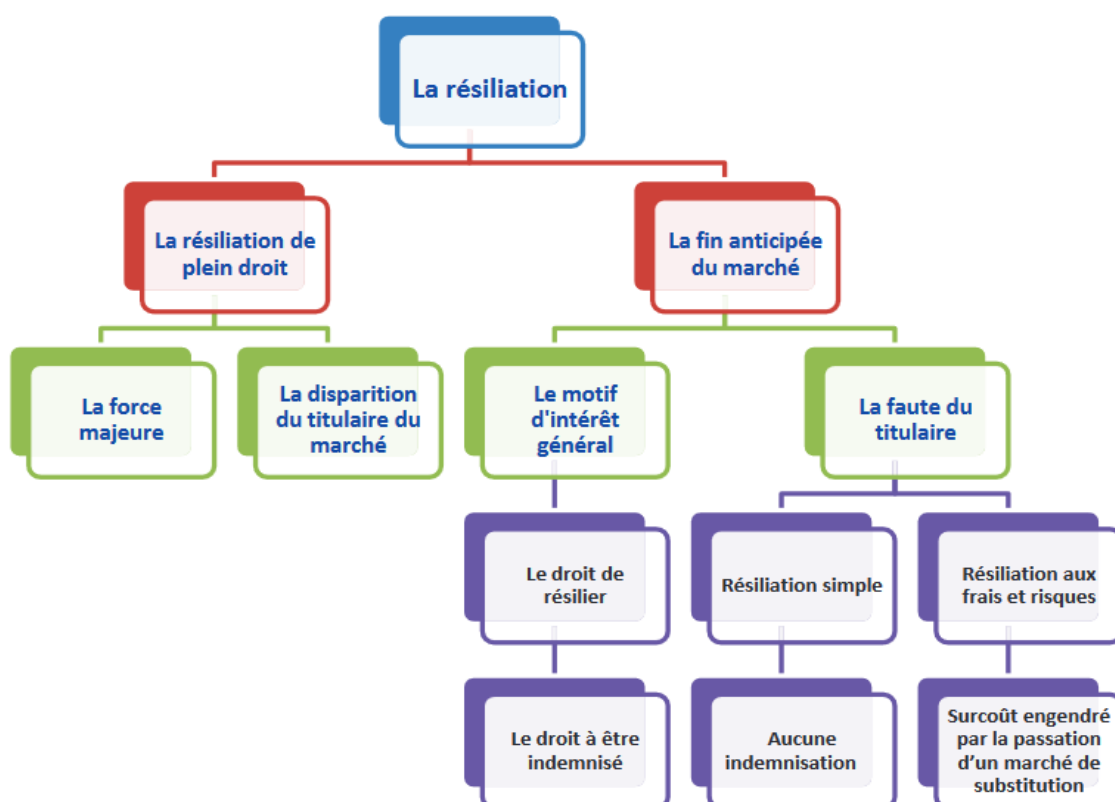 La résiliation
La résiliation de
plein droit
La fin anticipée
du marché
La force
majeure
La disparition
du titulaire du
marché
Le motif
d'intérêt
général
La faute du
titulaire
Le droit de
résilier
Résiliation simple
Résiliation aux
frais et risques
Le droit à être
indemnisé
Aucune
indemnisation
Surcoût engendré
par la passation
d’un marché de
substitution